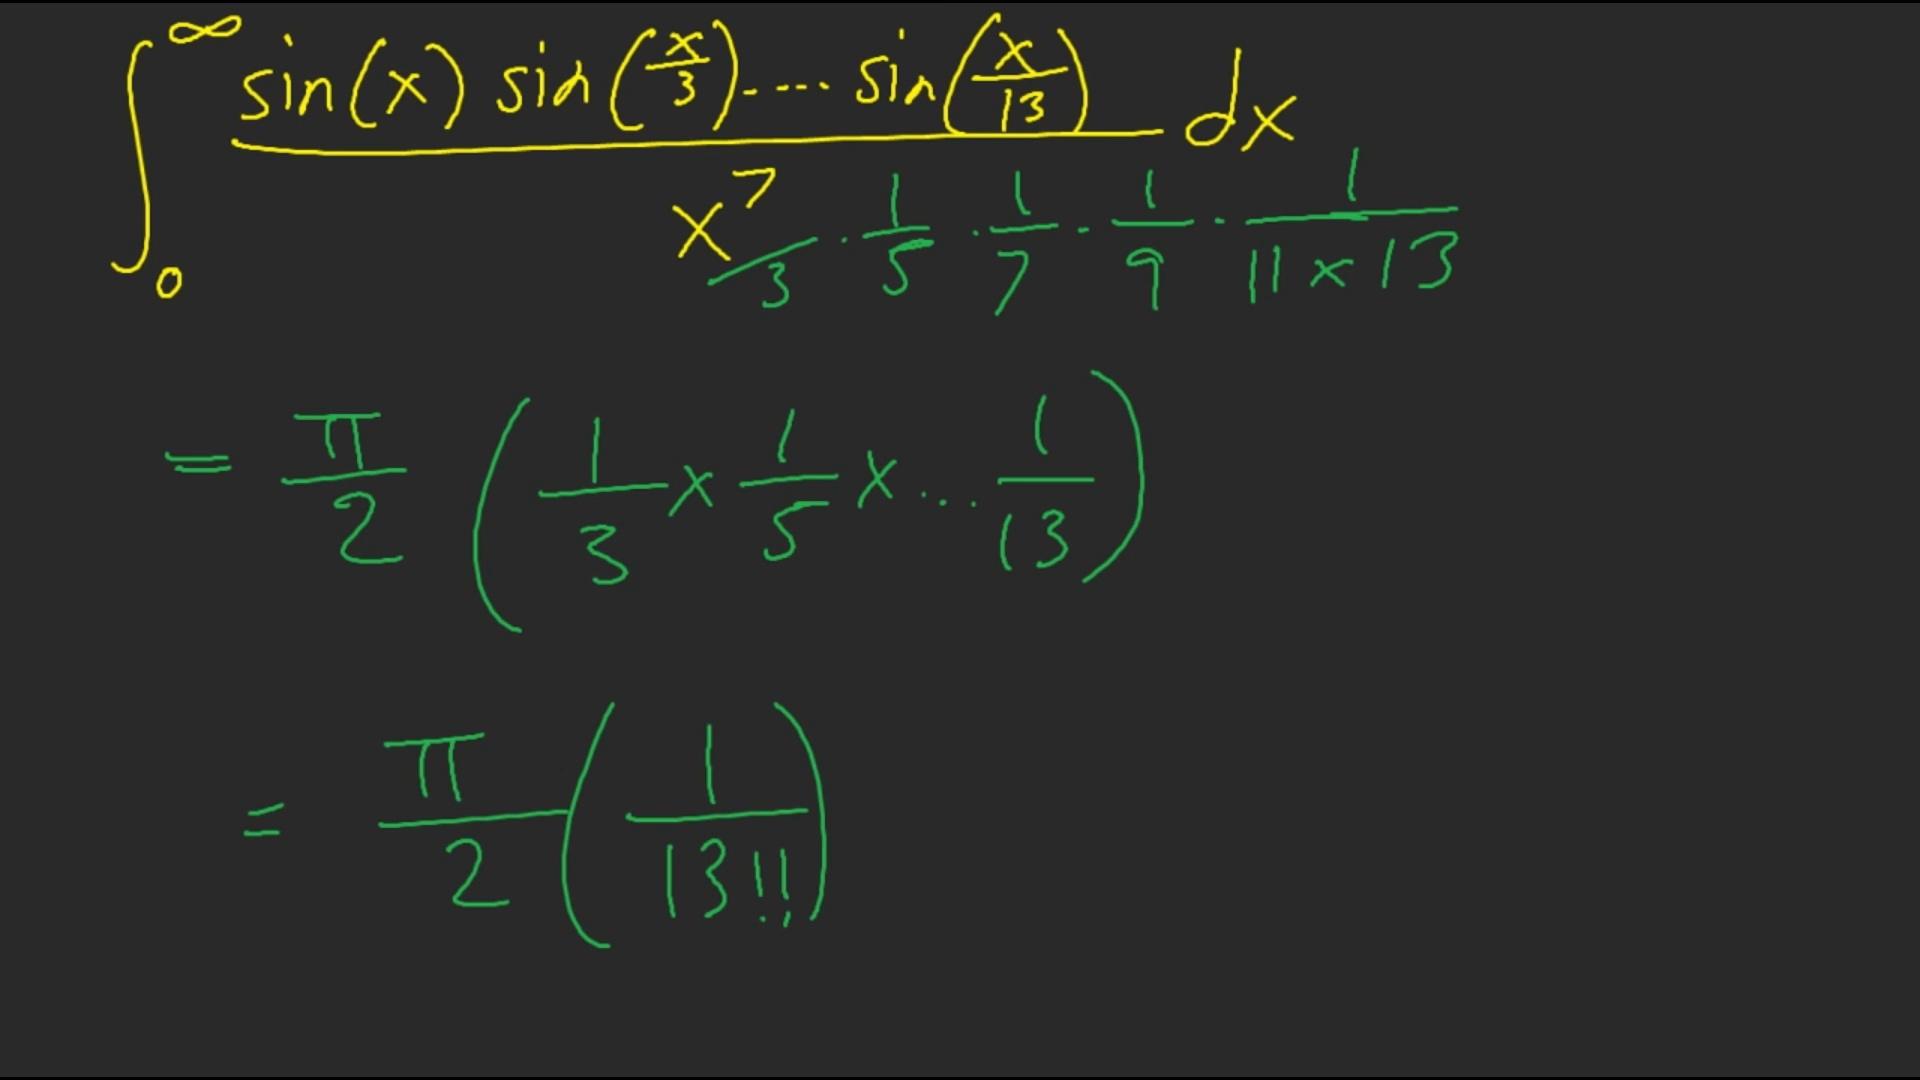 ∫₀^∞ sin(x) sin(x/3)..... sin(x/13) / x⁷ dx
/3 · 1/5 · 1/7 · 1/9 · 1/11×13
= π/2 (1/3 × 1/5 × ... 1/13)
= π/2 (1/13!!)